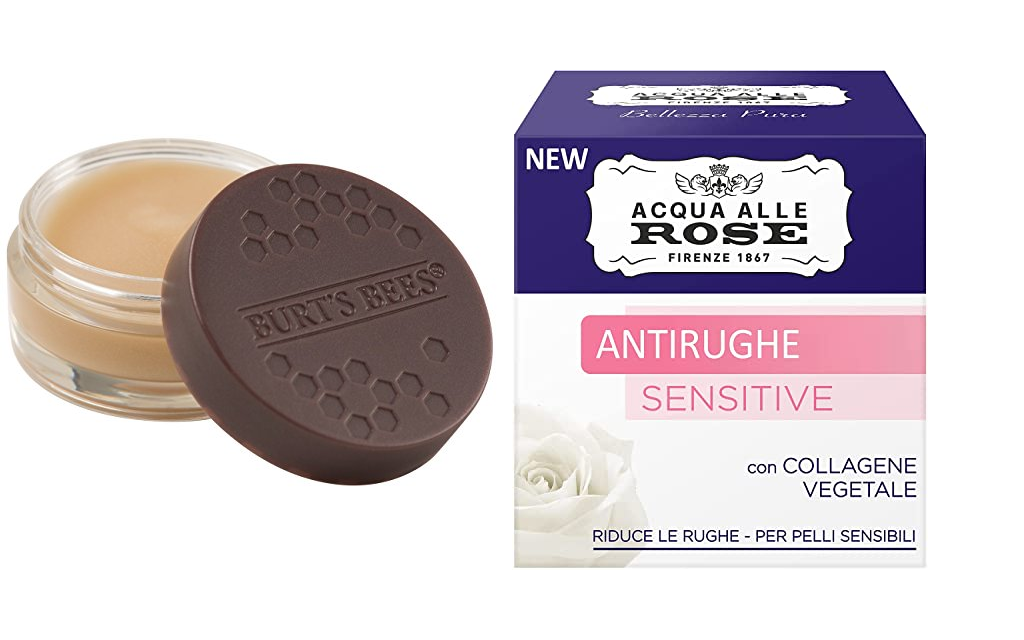 BURT'S BEES®
ACQUA ALLE
ROSE
FIRENZE 1867
Bellezza Pura
NEW
ACQUA ALLE
ROSE
FIRENZE 1867
ANTIRUGHE
SENSITIVE
con COLLAGENE
VEGETALE
RIDUCE LE RUGHE - PER PELLI SENSIBILI